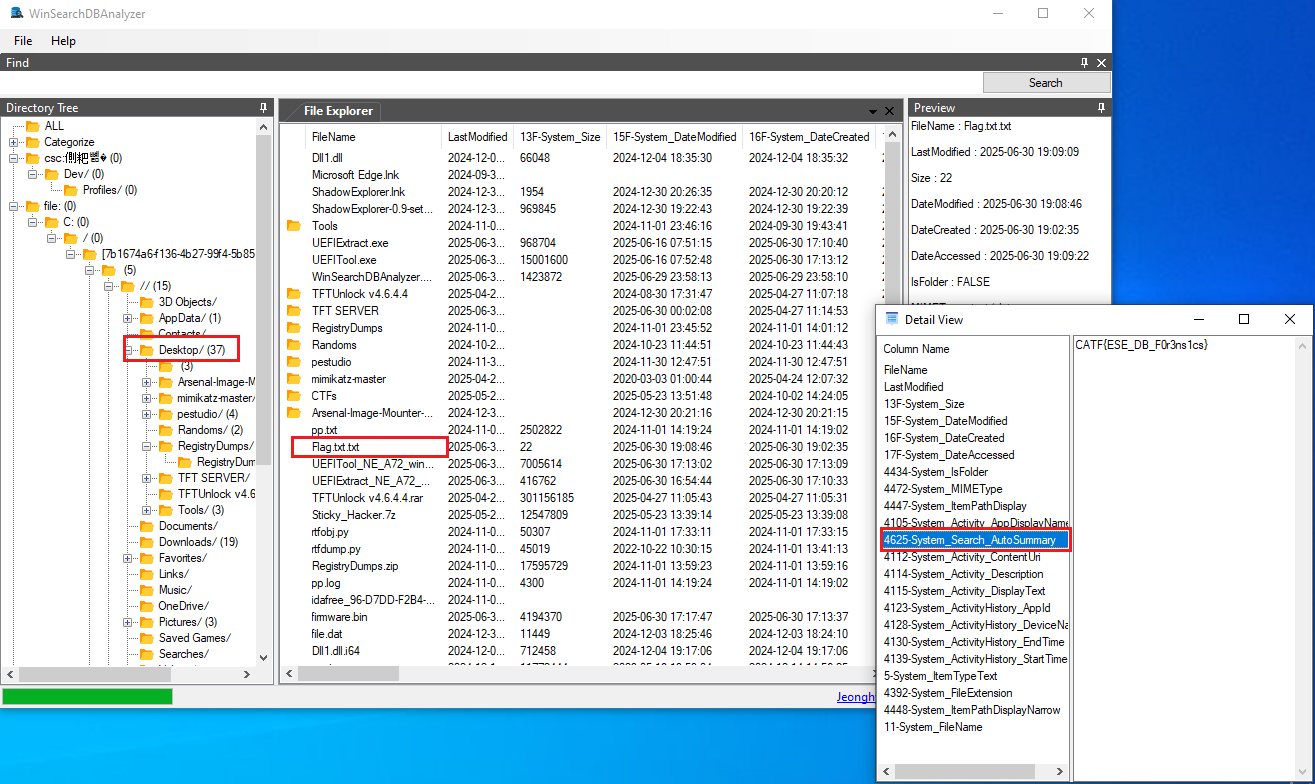 WinSearchDBAnalyzer
File Help
Find
Search
Directory Tree
ALL
Categorize
(0)
Dev/ (0)
Profiles/ (0)
file: (0)
C: (0)
/ (0)
[7b1674a6f136-4b27-99f4-5b85
(5)
// (15)
3D Objects/
AppData/ (1)
Contacts/
Desktop/ (37)
(3)
Arsenal-Image-M
mimikatz-master/
pestudio/ (4)
Randoms/ (2)
RegistryDumps/
RegistryDum
TFT SERVER/
TFTUnlock v4.6
Tools/ (3)
Documents/
Downloads/ (19)
Favorites/
Links/
Music/
OneDrive/
Pictures/ (3)
Saved Games/
Searches/
File Explorer
FileName LastModified 13F-System_Size 15F-System_DateModified 16F-System_DateCreated
Dll1.dll 2024-12-0... 66048 2024-12-04 18:35:30 2024-12-04 18:35:32
Microsoft Edge.lnk 2024-09-3...
ShadowExplorer.lnk 2024-12-3... 1954 2024-12-30 20:26:35 2024-12-30 20:20:12
ShadowExplorer-0.9-set... 2024-12-3... 969845 2024-12-30 19:22:43 2024-12-30 19:22:39
Tools 2024-11-0... 2024-11-01 23:46:16 2024-09-30 19:43:41
UEFIExtract.exe 2025-06-3... 968704 2025-06-16 07:51:15 2025-06-30 17:10:40
UEFITool.exe 2025-06-3... 15001600 2025-06-16 07:52:48 2025-06-30 17:13:12
WinSearchDBAnalyzer.... 2025-06-3... 1423872 2025-06-29 23:58:13 2025-06-29 23:58:10
TFTUnlock v4.6.4.4 2025-04-2... 2024-08-30 17:31:47 2025-04-27 11:07:18
TFT SERVER 2025-04-2... 2025-06-30 00:02:08 2025-04-27 11:14:53
RegistryDumps 2024-11-0... 2024-11-01 23:45:52 2024-11-01 14:01:12
Randoms 2024-10-2... 2024-10-23 11:44:51 2024-10-23 11:44:43
pestudio 2024-11-3... 2024-11-30 12:47:51 2024-11-30 12:47:51
mimikatz-master 2025-04-2... 2020-03-03 01:00:44 2025-04-24 12:07:32
CTFs 2025-05-2... 2025-05-23 13:51:48 2024-10-02 14:24:05
Arsenal-Image-Mounter-... 2024-12-3... 2024-12-30 20:21:16 2024-12-30 20:21:15
pp.txt 2024-11-0... 2502822 2024-11-01 14:19:24 2024-11-01 14:19:02
Flag.txt.txt 2025-06-3... 22 2025-06-30 19:08:46 2025-06-30 19:02:35
UEFITool_NE_A72_win... 2025-06-3... 7005614 2025-06-30 17:13:02 2025-06-30 17:13:09
UEFIExtract_NE_A72_... 2025-06-3... 416762 2025-06-30 16:54:44 2025-06-30 17:10:33
TFTUnlock v4.6.4.4.rar 2025-04-2... 301156185 2025-04-27 11:05:43 2025-04-27 11:05:31
Sticky_Hacker.7z 2025-05-2... 12547809 2025-05-23 13:39:14 2025-05-23 13:39:08
rtfobj.py 2024-11-0... 50307 2024-11-01 17:33:11 2024-11-01 17:33:15
rtfdump.py 2024-11-0... 45019 2022-10-22 10:30:15 2024-11-01 13:41:13
RegistryDumps.zip 2024-11-0... 17595729 2024-11-01 13:59:23 2024-11-01 13:59:16
pp.log 2024-11-0... 4300 2024-11-01 14:19:24 2024-11-01 14:19:02
idafree_96-D7DD-F2B4-... 2024-11-0...
firmware.bin 2025-06-3... 4194370 2025-06-30 17:17:47 2025-06-30 17:13:37
file.dat 2024-12-3... 11449 2024-12-03 18:25:46 2024-12-03 18:24:10
Dll1.dll.i64 2024-12-0... 712458 2024-12-04 19:17:06 2024-12-04 19:17:06
Jeongh
Preview
FileName : Flag.txt.txt
LastModified : 2025-06-30 19:09:09
Size : 22
DateModified : 2025-06-30 19:08:46
DateCreated : 2025-06-30 19:02:35
DateAccessed : 2025-06-30 19:09:22
IsFolder : FALSE
Detail View
Column Name
FileName
LastModified
13F-System_Size
15F-System_DateModified
16F-System_DateCreated
17F-System_DateAccessed
4434-System_IsFolder
4472-System_MIMEType
4447-System_ItemPathDisplay
4105-System_Activity_AppDisplayName
4625-System_Search_AutoSummary
4112-System_Activity_ContentUri
4114-System_Activity_Description
4115-System_Activity_DisplayText
4123-System_ActivityHistory_AppId
4128-System_ActivityHistory_DeviceNa
4130-System_ActivityHistory_EndTime
4139-System_ActivityHistory_StartTime
5-System_ItemTypeText
4392-System_FileExtension
4448-System_ItemPathDisplayNarrow
11-System_FileName
CATF{ESE_DB_F0r3ns1cs}